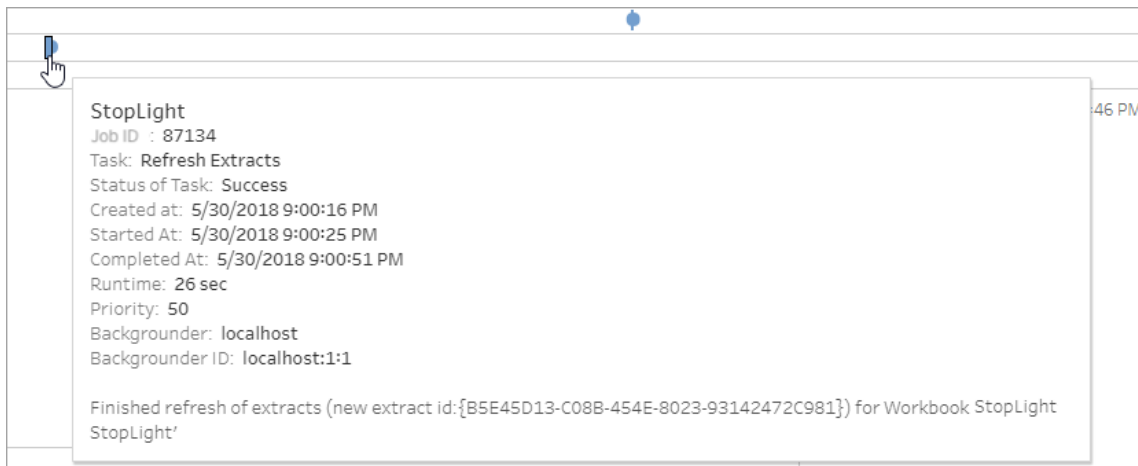 :46 PM
StopLight
Job ID : 87134
Task: Refresh Extracts
Status of Task: Success
Created at: 5/30/2018 9:00:16 PM
Started At: 5/30/2018 9:00:25 PM
Completed At: 5/30/2018 9:00:51 PM
Runtime: 26 sec
Priority: 50
Backgrounder: localhost
Backgrounder ID: localhost:1:1
Finished refresh of extracts (new extract id:{B5E45D13-C08B-454E-8023-93142472C981}) for Workbook StopLight
StopLight’